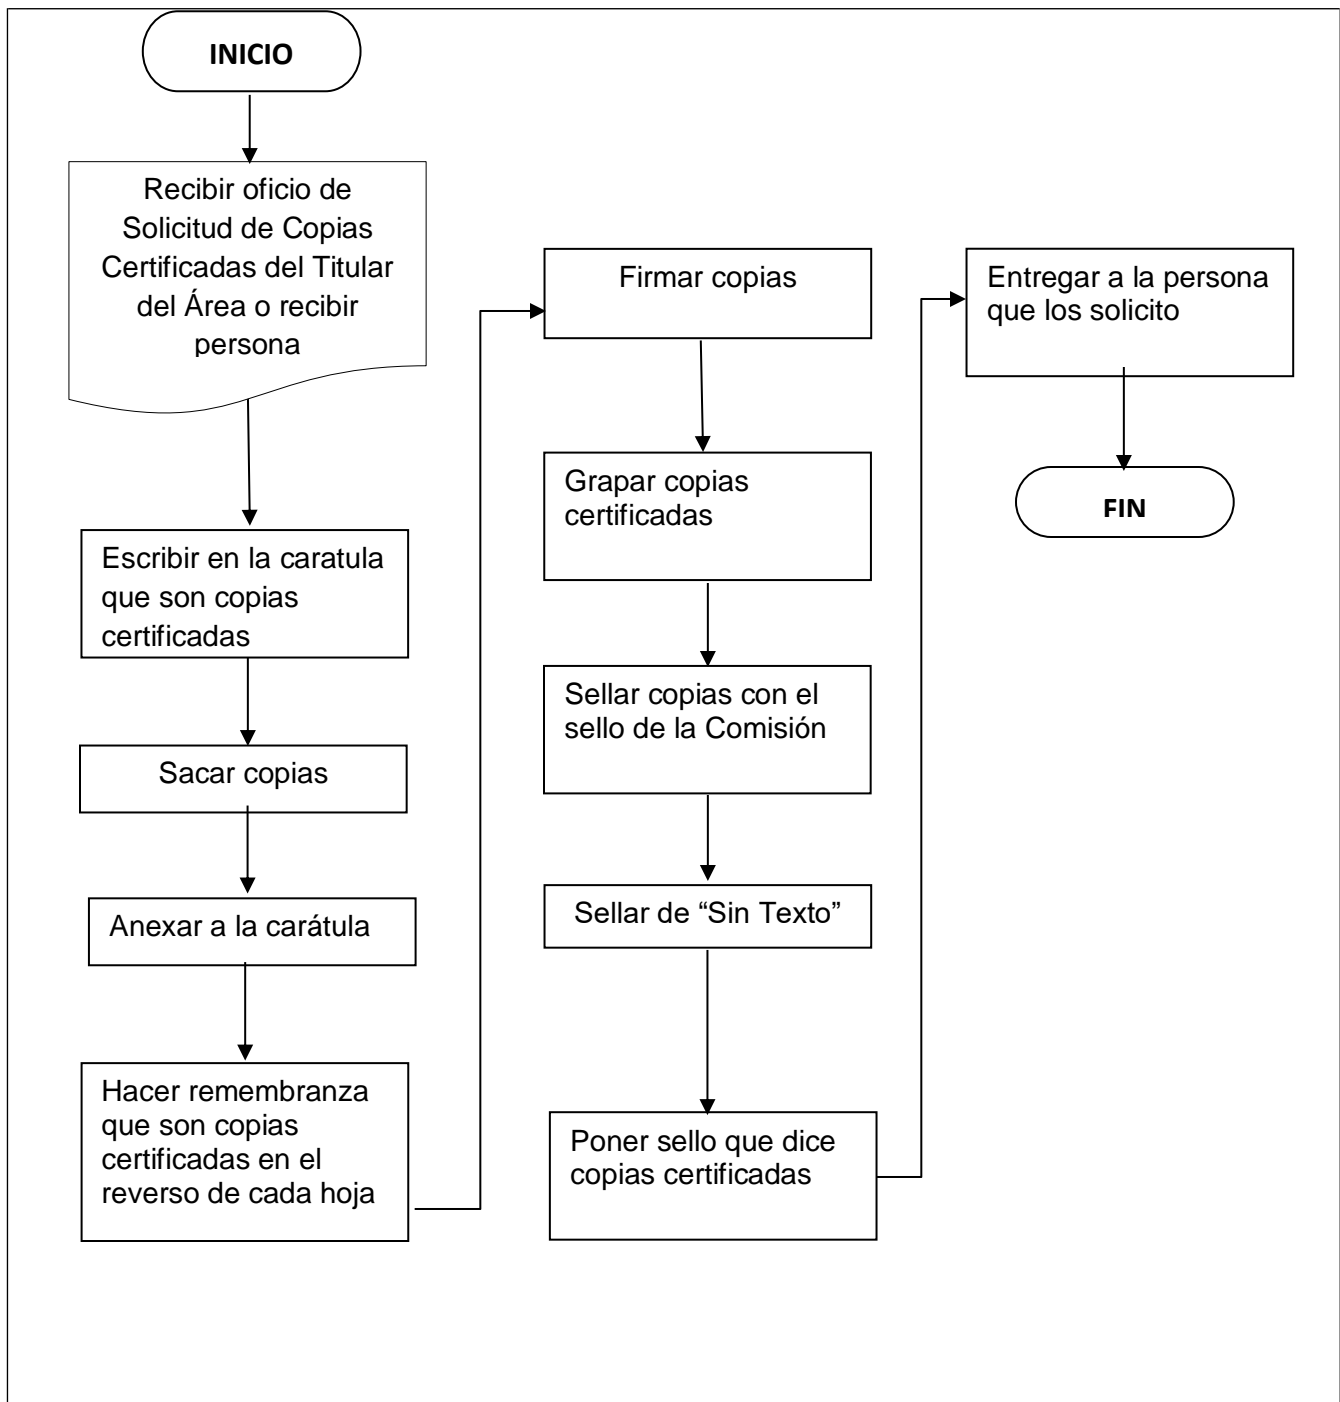 INICIO
Recibir oficio de
Solicitud de Copias
Certificadas del Titular
del Área o recibir
persona
Escribir en la caratula
que son copias
certificadas
Sacar copias
Anexar a la carátula
Hacer remembranza
que son copias
certificadas en el
reverso de cada hoja
Firmar copias
Grapar copias
certificadas
Sellar copias con el
sello de la Comisión
Sellar de “Sin Texto”
Poner sello que dice
copias certificadas
Entregar a la persona
que los solicito
FIN